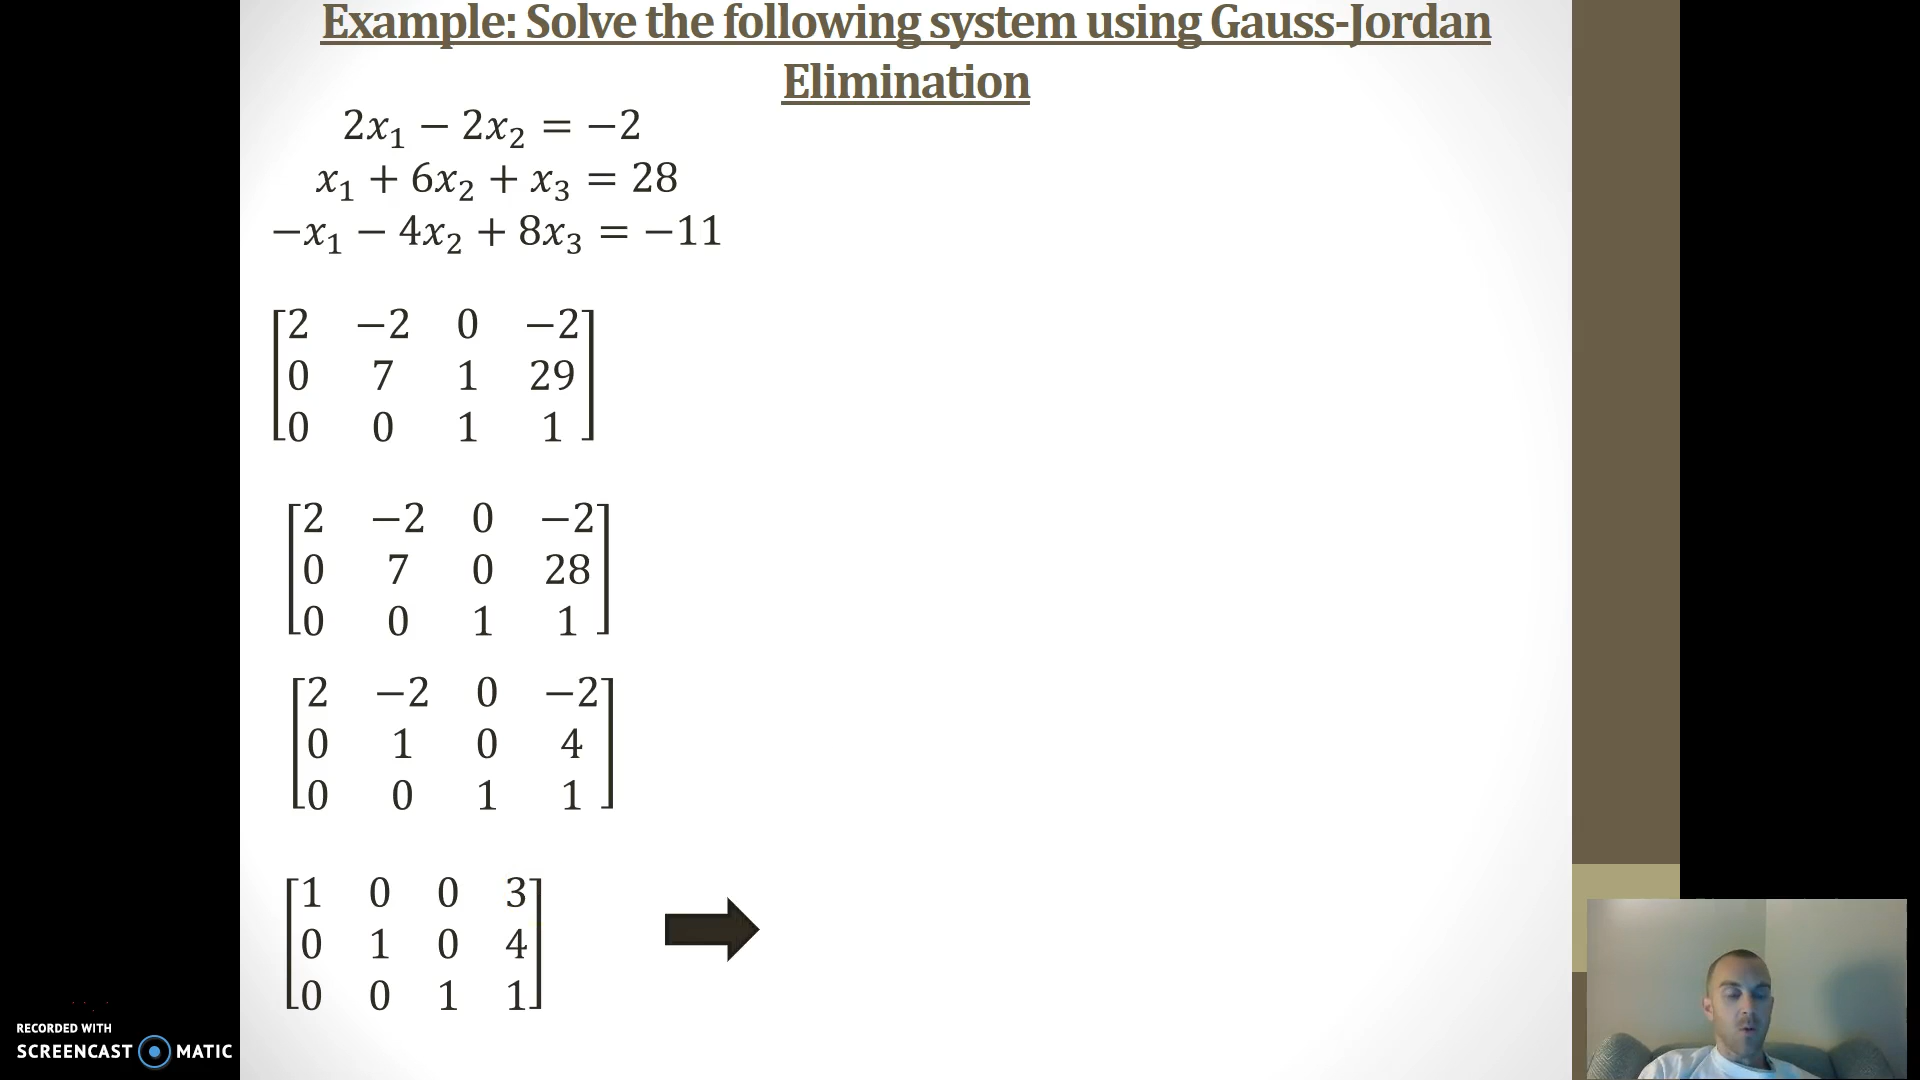 Example: Solve the following system using Gauss-Jordan
Elimination
2x₁ − 2x₂ = −2
x₁ + 6x₂ + x₃ = 28
−x₁ − 4x₂ + 8x₃ = −11
2 −2 0 −2
0 7 1 29
0 0 1 1
2 −2 0 −2
0 7 0 28
0 0 1 1
2 −2 0 −2
0 1 0 4
0 0 1 1
1 0 0 3
0 1 0 4
0 0 1 1
RECORDED WITH
SCREENCAST MATIC